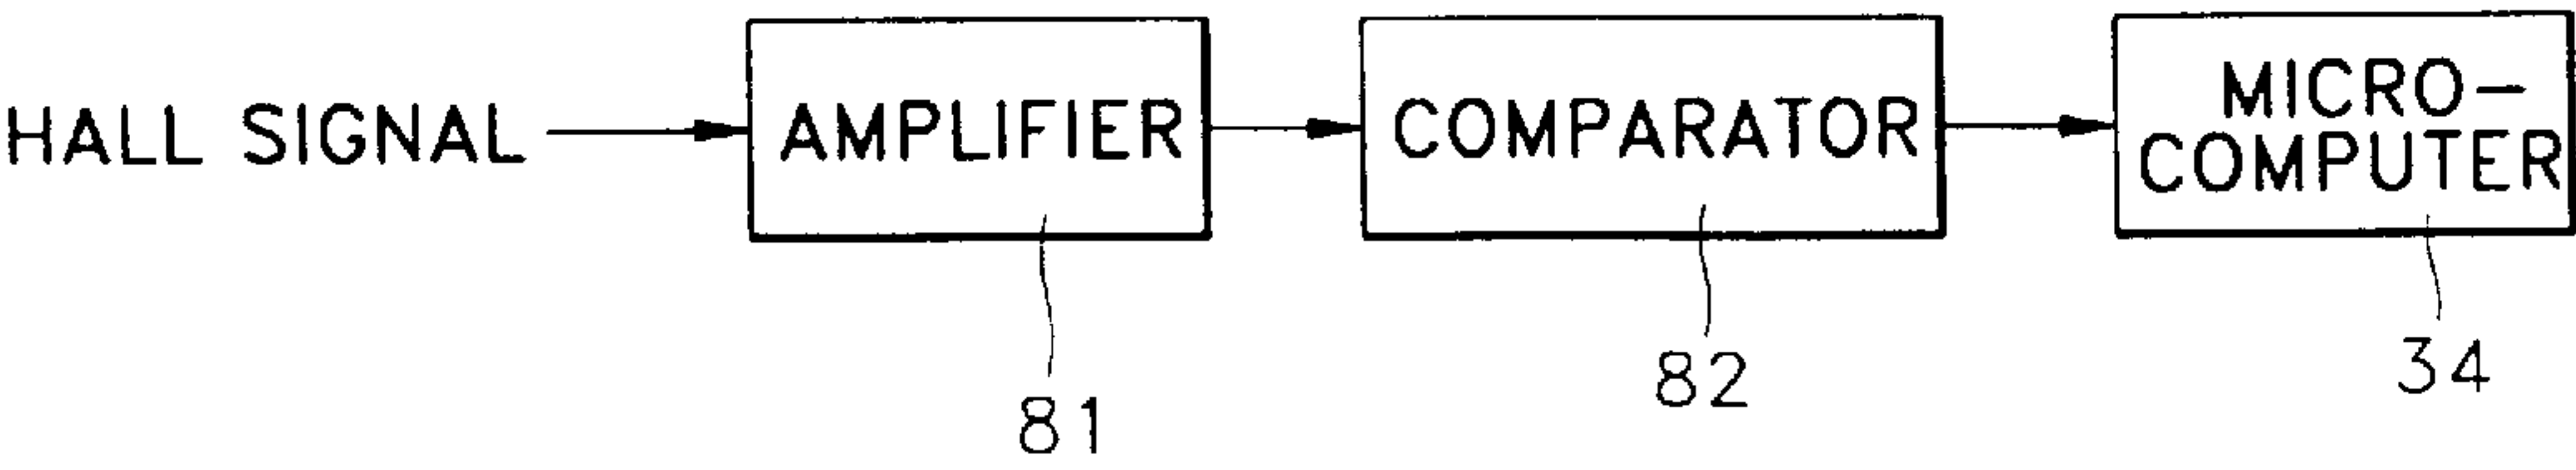 HALL SIGNAL
AMPLIFIER
COMPARATOR
MICRO-
COMPUTER
81
82
34